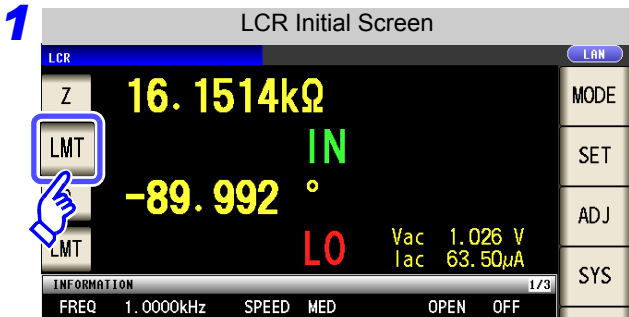 1
LCR Initial Screen
LCR
LAN
Z
16.1514kΩ
MODE
LMT
IN
SET
-89.992 °
ADJ
LMT
LO
Vac 1.026 V
Iac 63.50µA
SYS
INFORMATION
1/3
FREQ 1.0000kHz SPEED MED OPEN OFF